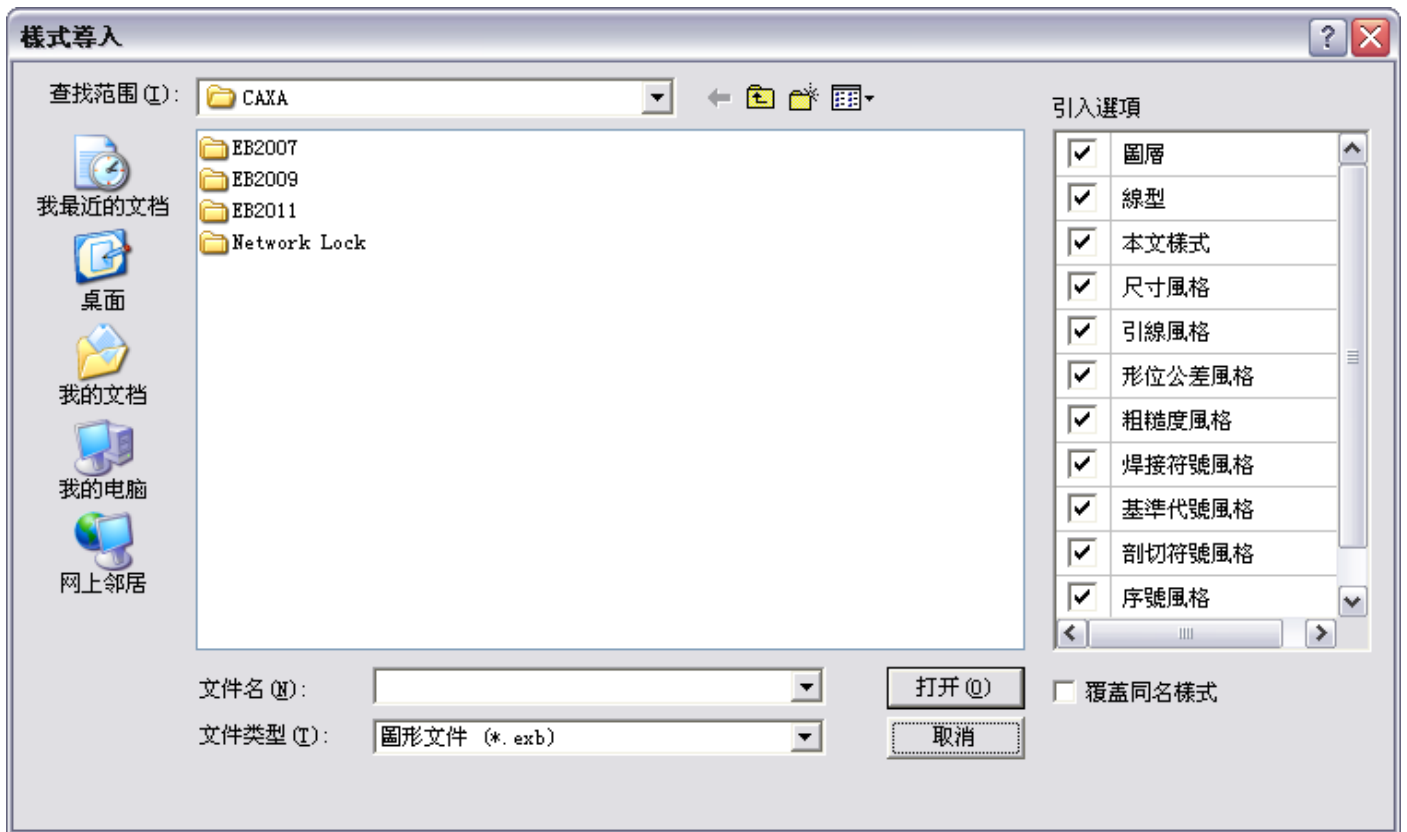 樣式導入
查找范围(I):
CAXA
我最近的文档
桌面
我的文档
我的电脑
网上邻居
EB2007
EB2009
EB2011
Network Lock
引入選項
圖層
線型
本文樣式
尺寸風格
引線風格
形位公差風格
粗糙度風格
焊接符號風格
基準代號風格
剖切符號風格
序號風格
文件名(N):
打开(O)
覆蓋同名樣式
文件类型(T):
圖形文件 (*.exb)
取消